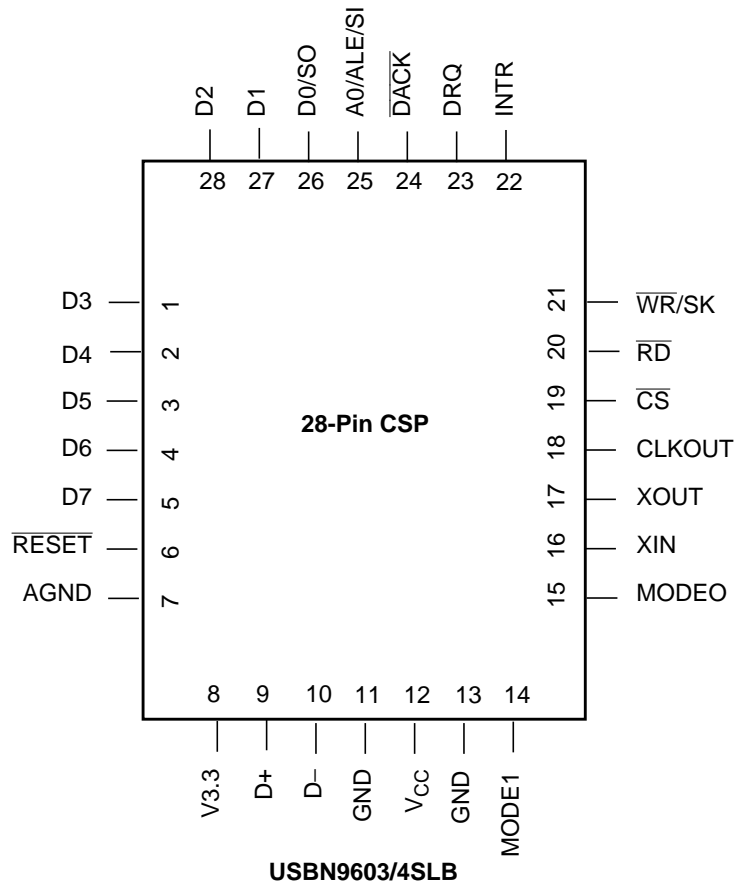 D2 D1 D0/SO A0/ALE/SI DACK DRQ INTR
28 27 26 25 24 23 22
D3 1 21 WR/SK
D4 2 20 RD
D5 3 19 CS
28-Pin CSP
D6 4 18 CLKOUT
D7 5 17 XOUT
RESET 6 16 XIN
AGND 7 15 MODEO
8 9 10 11 12 13 14
V3.3 D+ D– GND VCC GND MODE1
USBN9603/4SLB